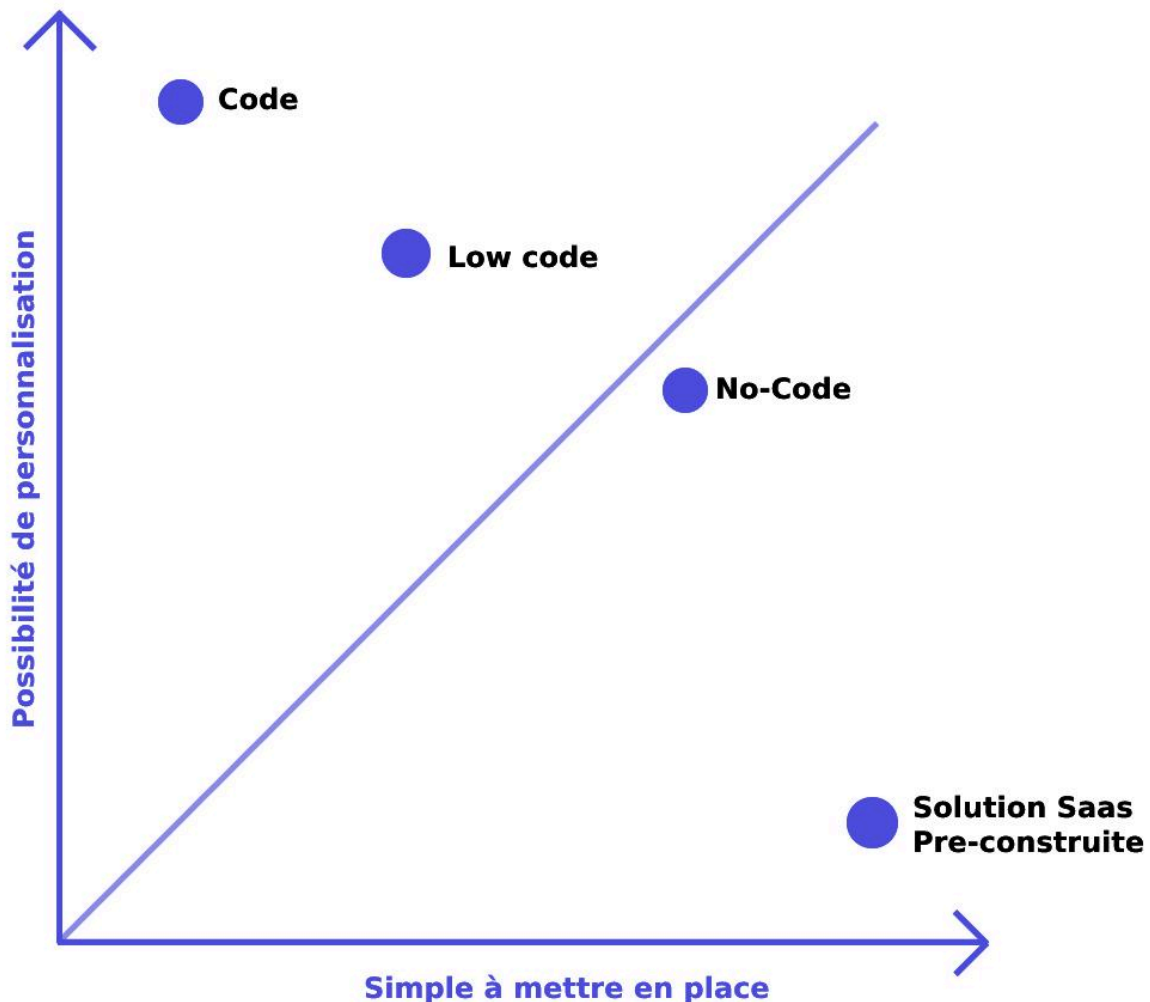 Code
Low code
No-Code
Possibilité de personnalisation
Solution Saas
Pre-construite
Simple à mettre en place